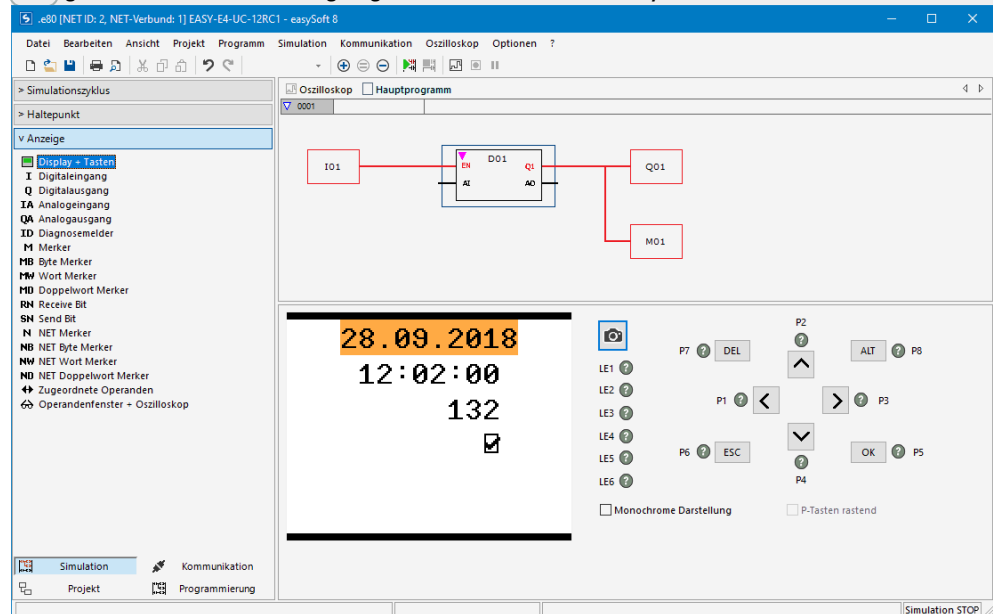 .e80 [NET ID: 2, NET-Verbund: 1] EASY-E4-UC-12RC1 - easySoft 8
Datei Bearbeiten Ansicht Projekt Programm Simulation Kommunikation Oszilloskop Optionen ?
> Simulationszyklus
> Haltepunkt
v Anzeige
Display + Tasten
I Digitaleingang
Q Digitalausgang
IA Analogeingang
QA Analogausgang
ID Diagnosemelder
M Merker
MB Byte Merker
MW Wort Merker
MD Doppelwort Merker
RN Receive Bit
SN Send Bit
N NET Merker
NB NET Byte Merker
NW NET Wort Merker
ND NET Doppelwort Merker
Zugeordnete Operanden
Operandenfenster + Oszilloskop
Simulation Kommunikation
Projekt Programmierung
Oszilloskop Hauptprogramm
0001
I01
D01
EN Q1
AI AO
Q01
M01
28.09.2018
12:02:00
132
LE1 ?
LE2 ?
LE3 ?
LE4 ?
LE5 ?
LE6 ?
P2
?
P7 ? DEL
ALT ? P8
P1 ?
? P3
P6 ? ESC
OK ? P5
?
P4
Monochrome Darstellung
P-Tasten rastend
Simulation STOP